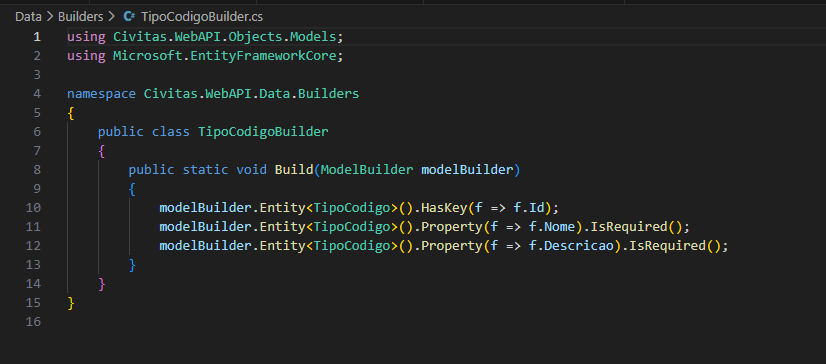 Data > Builders > TipoCodigoBuilder.cs
1 using Civitas.WebAPI.Objects.Models;
2 using Microsoft.EntityFrameworkCore;
3
4 namespace Civitas.WebAPI.Data.Builders
5 {
6     public class TipoCodigoBuilder
7     {
8         public static void Build(ModelBuilder modelBuilder)
9         {
10             modelBuilder.Entity<TipoCodigo>().HasKey(f => f.Id);
11             modelBuilder.Entity<TipoCodigo>().Property(f => f.Nome).IsRequired();
12             modelBuilder.Entity<TipoCodigo>().Property(f => f.Descricao).IsRequired();
13         }
14     }
15 }
16